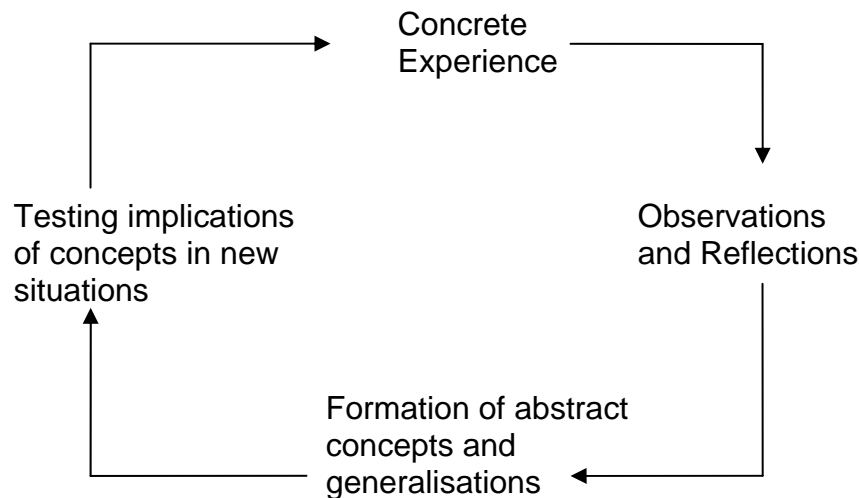 Concrete
Experience
Observations
and Reflections
Formation of abstract
concepts and
generalisations
Testing implications
of concepts in new
situations